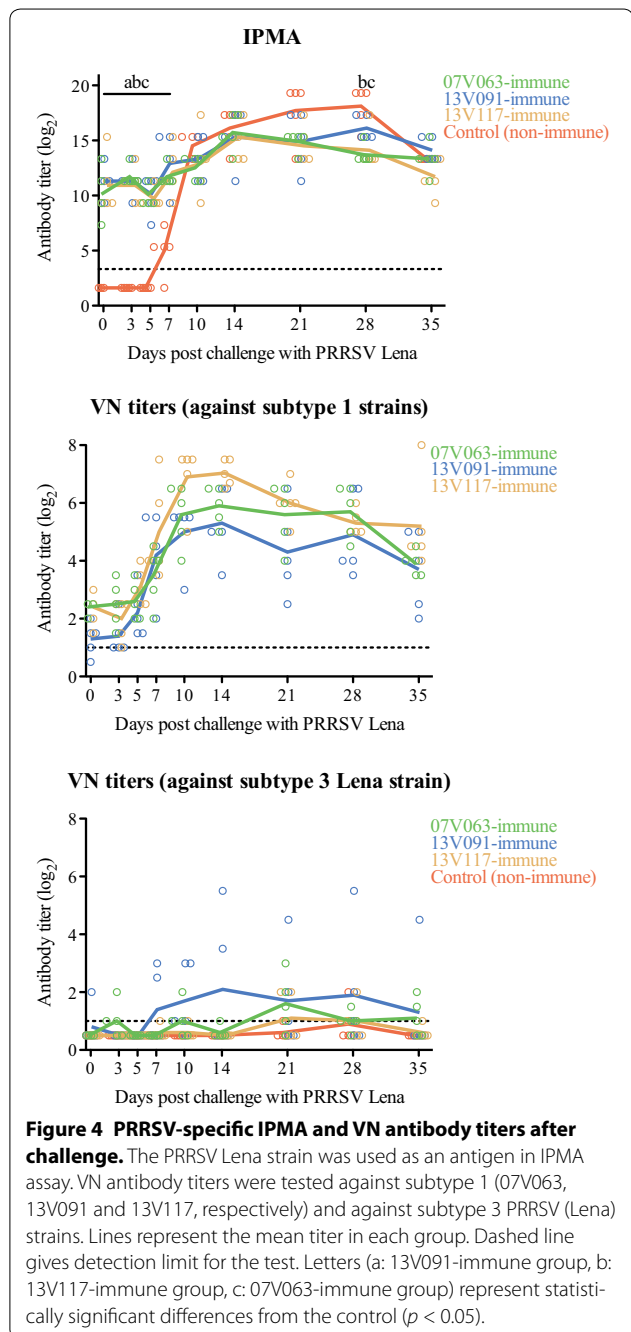 IPMA
abc
bc
07V063-immune
13V091-immune
13V117-immune
Control (non-immune)
Antibody titer (log2)
20
15
10
5
0
0 3 5 7 10 14 21 28 35
Days post challenge with PRRSV Lena
VN titers (against subtype 1 strains)
07V063-immune
13V091-immune
13V117-immune
Antibody titer (log2)
8
6
4
2
0
0 3 5 7 10 14 21 28 35
Days post challenge with PRRSV Lena
VN titers (against subtype 3 Lena strain)
07V063-immune
13V091-immune
13V117-immune
Control (non-immune)
Antibody titer (log2)
8
6
4
2
0
0 3 5 7 10 14 21 28 35
Days post challenge with PRRSV Lena
Figure 4 PRRSV-specific IPMA and VN antibody titers after
challenge. The PRRSV Lena strain was used as an antigen in IPMA
assay. VN antibody titers were tested against subtype 1 (07V063,
13V091 and 13V117, respectively) and against subtype 3 PRRSV (Lena)
strains. Lines represent the mean titer in each group. Dashed line
gives detection limit for the test. Letters (a: 13V091-immune group, b:
13V117-immune group, c: 07V063-immune group) represent statisti-
cally significant differences from the control (p < 0.05).